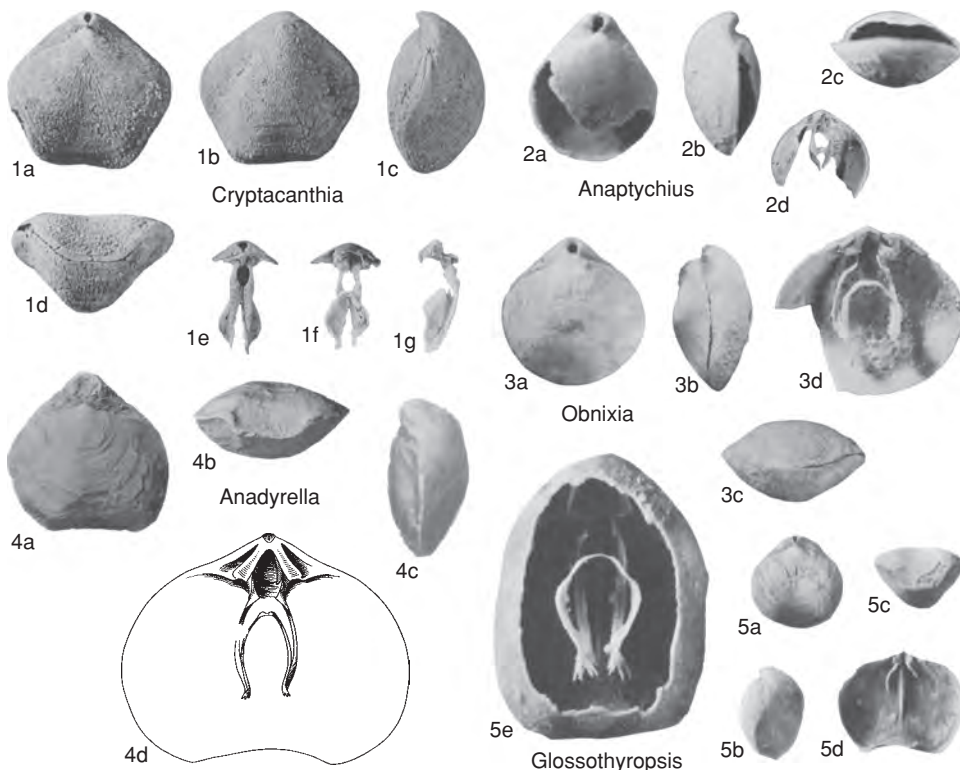 1a
1b
1c
Cryptacanthia
2a
2b
2c
2d
Anaptychius
1d
1e
1f
1g
3a
3b
3d
Obnixia
4a
4b
Anadyrella
4c
3c
4d
5e
Glossothyropsis
5a
5c
5b
5d